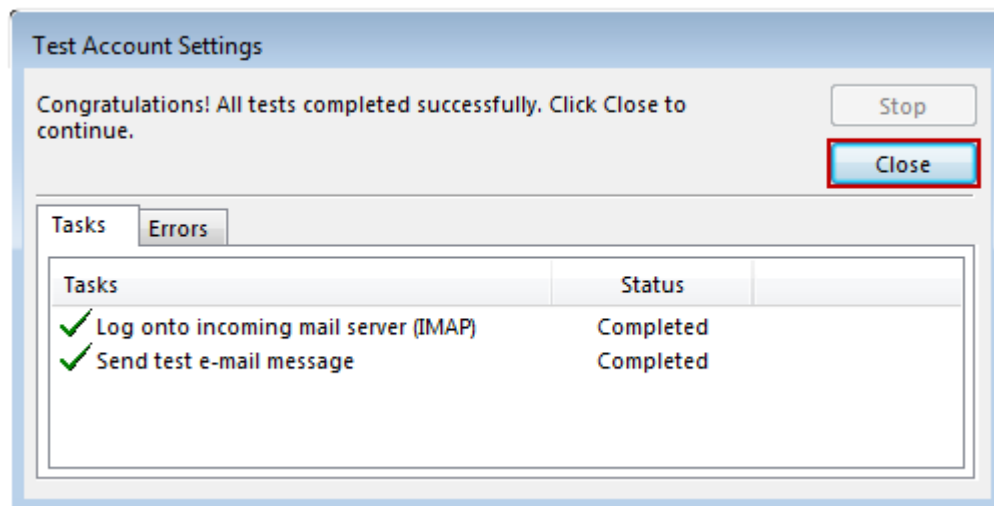 Test Account Settings
Congratulations! All tests completed successfully. Click Close to
continue.
Stop
Close
Tasks
Errors
Tasks Status
Log onto incoming mail server (IMAP) Completed
Send test e-mail message Completed